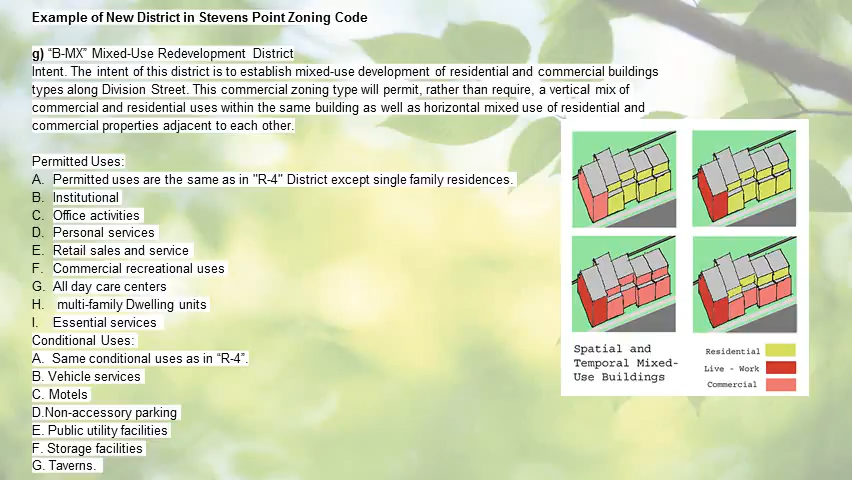 Example of New District in Stevens Point Zoning Code
g) “B-MX” Mixed-Use Redevelopment District
Intent. The intent of this district is to establish mixed-use development of residential and commercial buildings
types along Division Street. This commercial zoning type will permit, rather than require, a vertical mix of
commercial and residential uses within the same building as well as horizontal mixed use of residential and
commercial properties adjacent to each other.
Permitted Uses:
A. Permitted uses are the same as in "R-4" District except single family residences.
B. Institutional
C. Office activities
D. Personal services
E. Retail sales and service
F. Commercial recreational uses
G. All day care centers
H. multi-family Dwelling units
I. Essential services
Conditional Uses:
A. Same conditional uses as in “R-4”.
B. Vehicle services
C. Motels
D.Non-accessory parking
E. Public utility facilities
F. Storage facilities
G. Taverns.
Spatial and
Temporal Mixed-
Use Buildings
Residential
Live - Work
Commercial